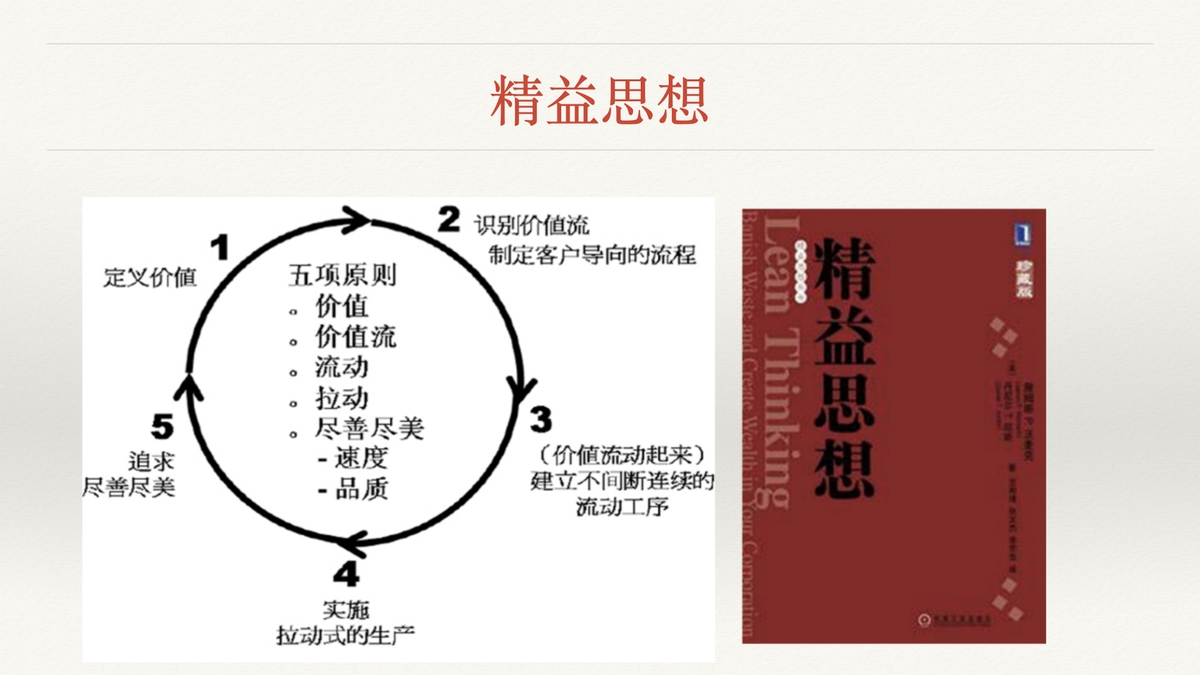 精益思想
1
定义价值
2
识别价值流
制定客户导向的流程
五项原则
。价值
。价值流
。流动
。拉动
。尽善尽美
-速度
-品质
3
（价值流动起来）
建立不间断连续的
流动工序
4
实施
拉动式的生产
5
追求
尽善尽美
Lean Thinking
Banish Waste and Create Wealth in Your Corporation
精益思想
珍藏版